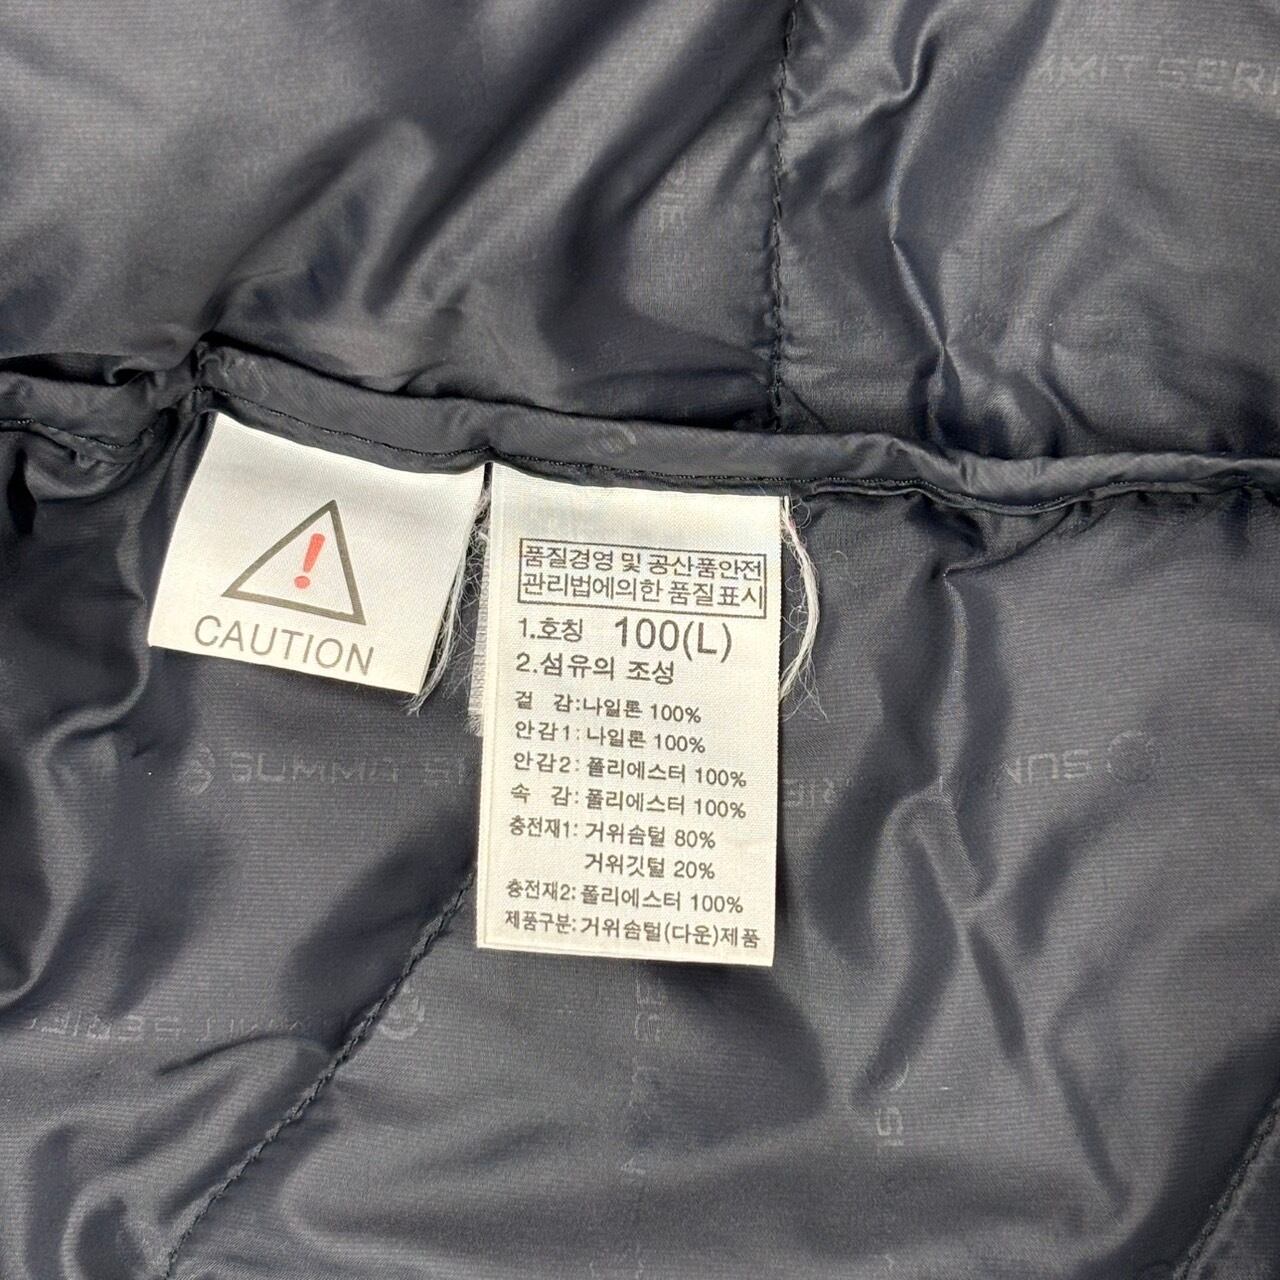 CAUTION
품질경영 및 공산품안전
관리법에의한 품질표시
1.호칭 100(L)
2.섬유의 조성
겉 감:나일론 100%
안감1: 나일론 100%
안감2: 폴리에스터 100%
속 감: 폴리에스터 100%
충전재1: 거위솜털 80%
거위깃털 20%
충전재2: 폴리에스터 100%
제품구분: 거위솜털(다운)제품
SUMMIT